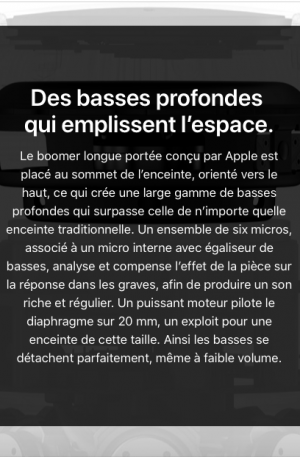 Des basses profondes
qui emplissent l’espace.
Le boomer longue portée conçu par Apple est
placé au sommet de l’enceinte, orienté vers le
haut, ce qui crée une large gamme de basses
profondes qui surpasse celle de n’importe quelle
enceinte traditionnelle. Un ensemble de six micros,
associé à un micro interne avec égaliseur de
basses, analyse et compense l’effet de la pièce sur
la réponse dans les graves, afin de produire un son
riche et régulier. Un puissant moteur pilote le
diaphragme sur 20 mm, un exploit pour une
enceinte de cette taille. Ainsi les basses se
détachent parfaitement, même à faible volume.